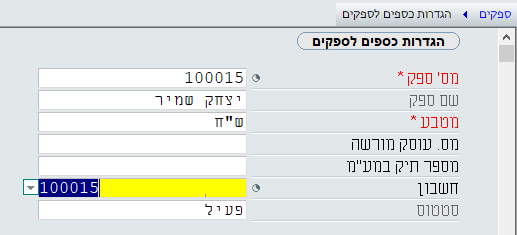 ספקים ◂ הגדרות כספים לספקים
הגדרות כספים לספקים
מס' ספק * 100015
שם ספק יצחק שמיר
מטבע * ש"ח
מס. עוסק מורשה
מספר תיק במע"מ
חשבון 100015
סטטוס פעיל